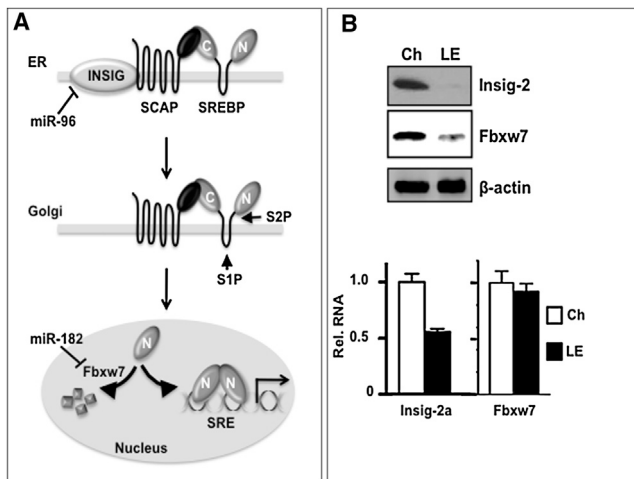 A
ER
INSIG
C
N
SCAP
SREBP
miR-96
Golgi
C
N
S2P
S1P
miR-182
N
Fbxw7
N N
SRE
Nucleus
B
Ch LE
Insig-2
Fbxw7
β-actin
Rel. RNA
1.0
0.5
0
Ch
LE
Insig-2a
Fbxw7